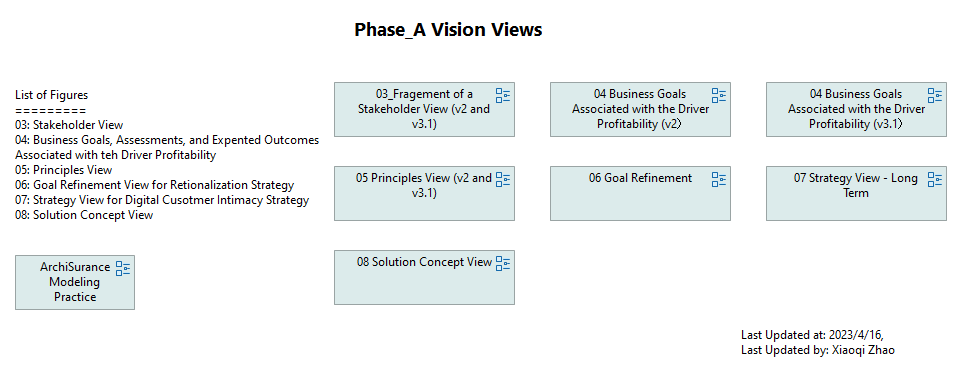 Phase_A Vision Views
List of Figures
=========
03: Stakeholder View
04: Business Goals, Assessments, and Expented Outcomes
Associated with teh Driver Profitability
05: Principles View
06: Goal Refinement View for Retionalization Strategy
07: Strategy View for Digital Cusotmer Intimacy Strategy
08: Solution Concept View
ArchiSurance
Modeling
Practice
03_Fragement of a
Stakeholder View (v2 and
v3.1)
04 Business Goals
Associated with the Driver
Profitability (v2）
04 Business Goals
Associated with the Driver
Profitability (v3.1）
05 Principles View (v2 and
v3.1)
06 Goal Refinement
07 Strategy View - Long
Term
08 Solution Concept View
Last Updated at: 2023/4/16,
Last Updated by: Xiaoqi Zhao